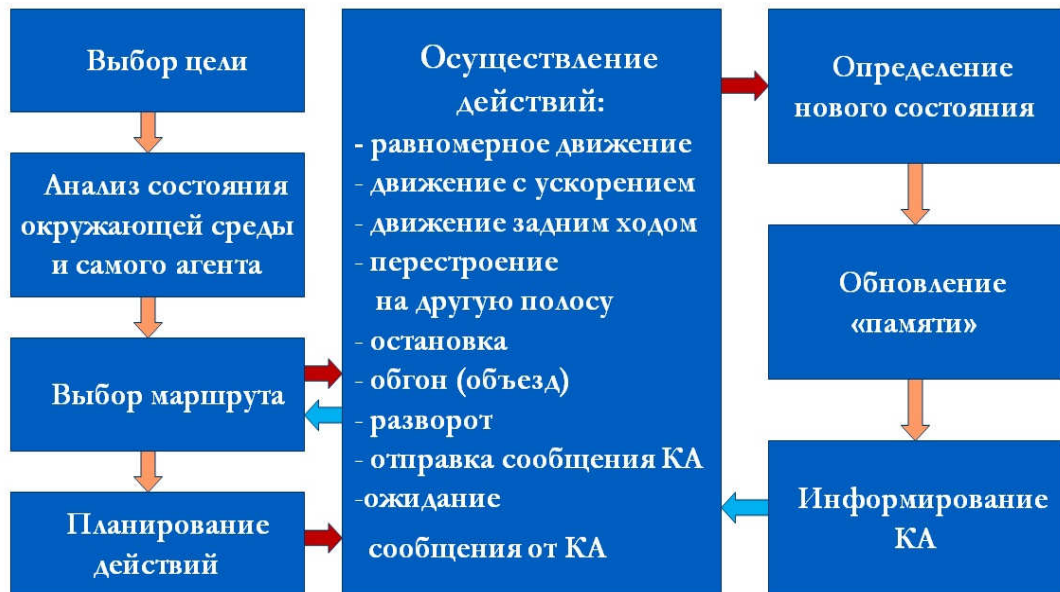 Выбор цели
Анализ состояния
окружающей среды
и самого агента
Выбор маршрута
Планирование
действий
Осуществление
действий:
- равномерное движение
- движение с ускорением
- движение задним ходом
- перестроение
на другую полосу
- остановка
- обгон (объезд)
- разворот
- отправка сообщения КА
-ожидание
сообщения от КА
Определение
нового состояния
Обновление
«памяти»
Информирование
КА